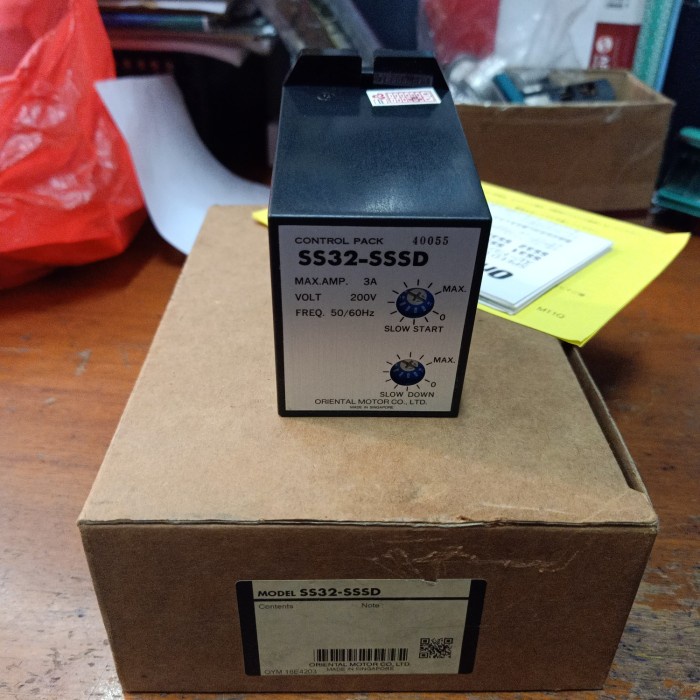 CONTROL PACK 40055
SS32-SSSD
MAX.AMP. 3A
VOLT 200V
FREQ. 50/60Hz
MAX.
0
SLOW START
MAX.
0
SLOW DOWN
ORIENTAL MOTOR CO., LTD.
MADE IN SINGAPORE
MODEL SS32-SSSD
Contents Note
ORIENTAL MOTOR CO., LTD.
MADE IN SINGAPORE